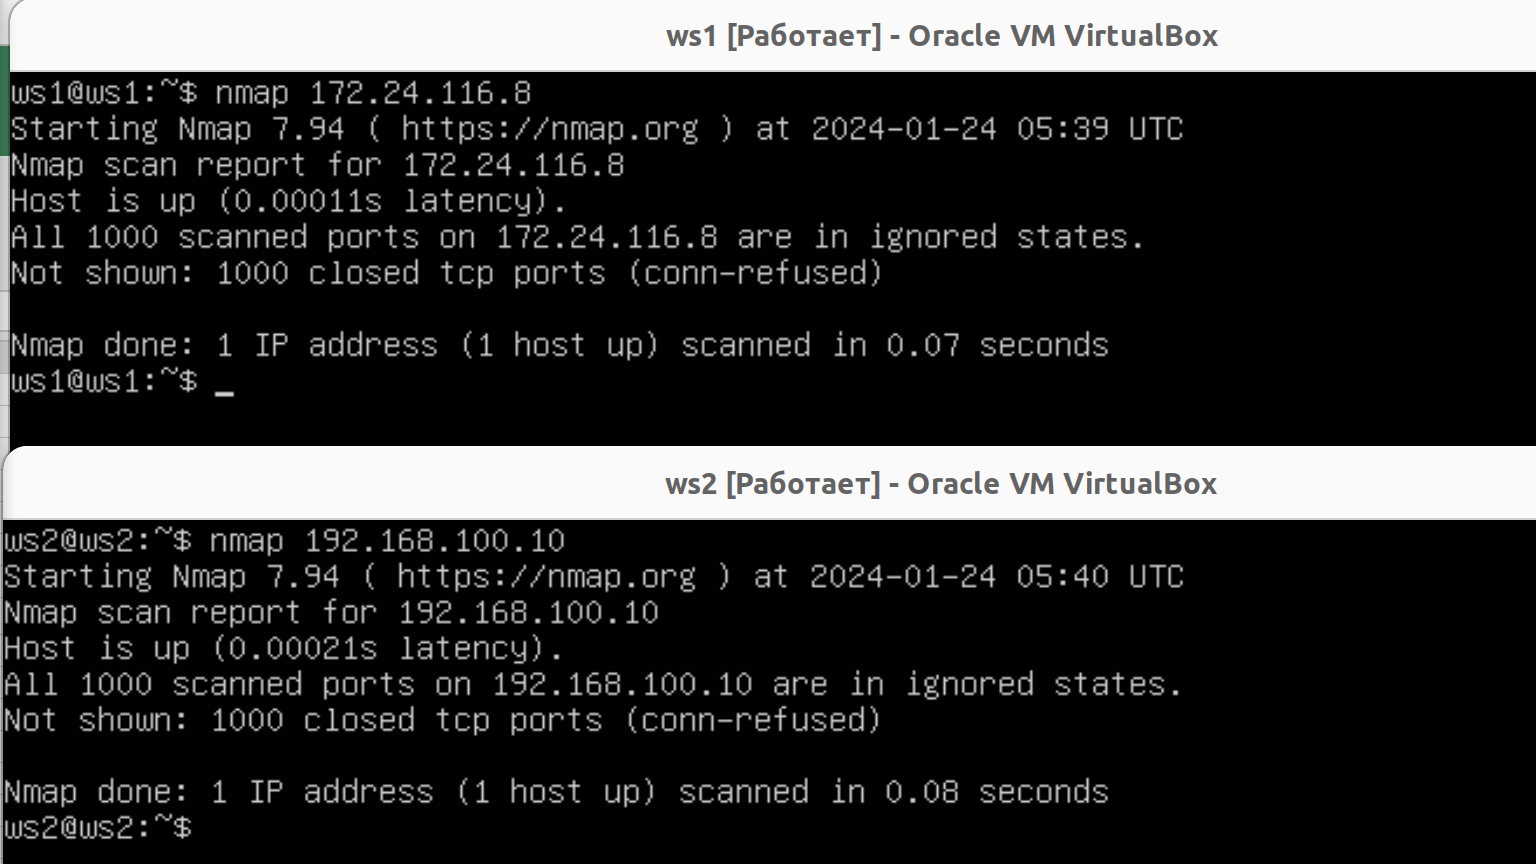 ws1 [Работает] - Oracle VM VirtualBox
ws1@ws1:~$ nmap 172.24.116.8
Starting Nmap 7.94 ( https://nmap.org ) at 2024-01-24 05:39 UTC
Nmap scan report for 172.24.116.8
Host is up (0.00011s latency).
All 1000 scanned ports on 172.24.116.8 are in ignored states.
Not shown: 1000 closed tcp ports (conn-refused)
Nmap done: 1 IP address (1 host up) scanned in 0.07 seconds
ws1@ws1:~$ _
ws2 [Работает] - Oracle VM VirtualBox
ws2@ws2:~$ nmap 192.168.100.10
Starting Nmap 7.94 ( https://nmap.org ) at 2024-01-24 05:40 UTC
Nmap scan report for 192.168.100.10
Host is up (0.00021s latency).
All 1000 scanned ports on 192.168.100.10 are in ignored states.
Not shown: 1000 closed tcp ports (conn-refused)
Nmap done: 1 IP address (1 host up) scanned in 0.08 seconds
ws2@ws2:~$